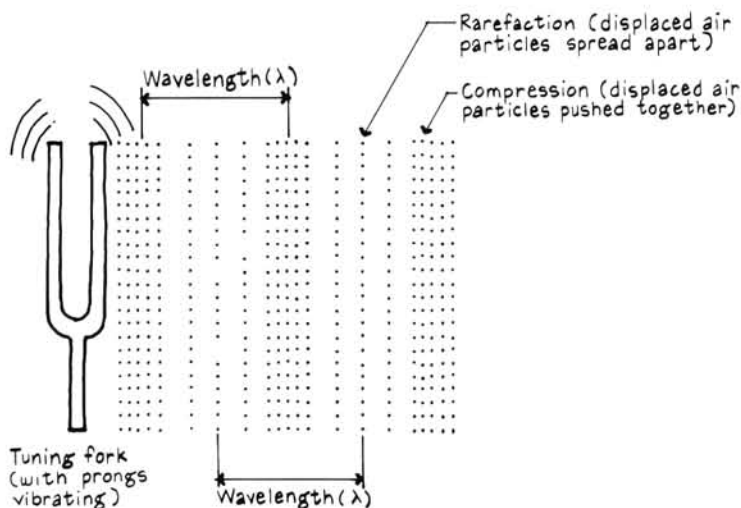 Rarefaction (displaced air
particles spread apart)
Wavelength(λ)
Compression (displaced air
particles pushed together)
Tuning fork
(with prongs
vibrating)
Wavelength(λ)